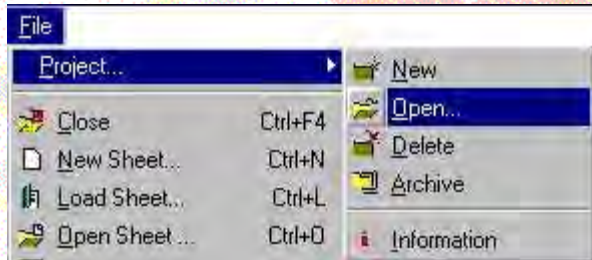 File
Project...
Close Ctrl+F4
New Sheet... Ctrl+N
Load Sheet... Ctrl+L
Open Sheet ... Ctrl+O
New
Open...
Delete
Archive
Information